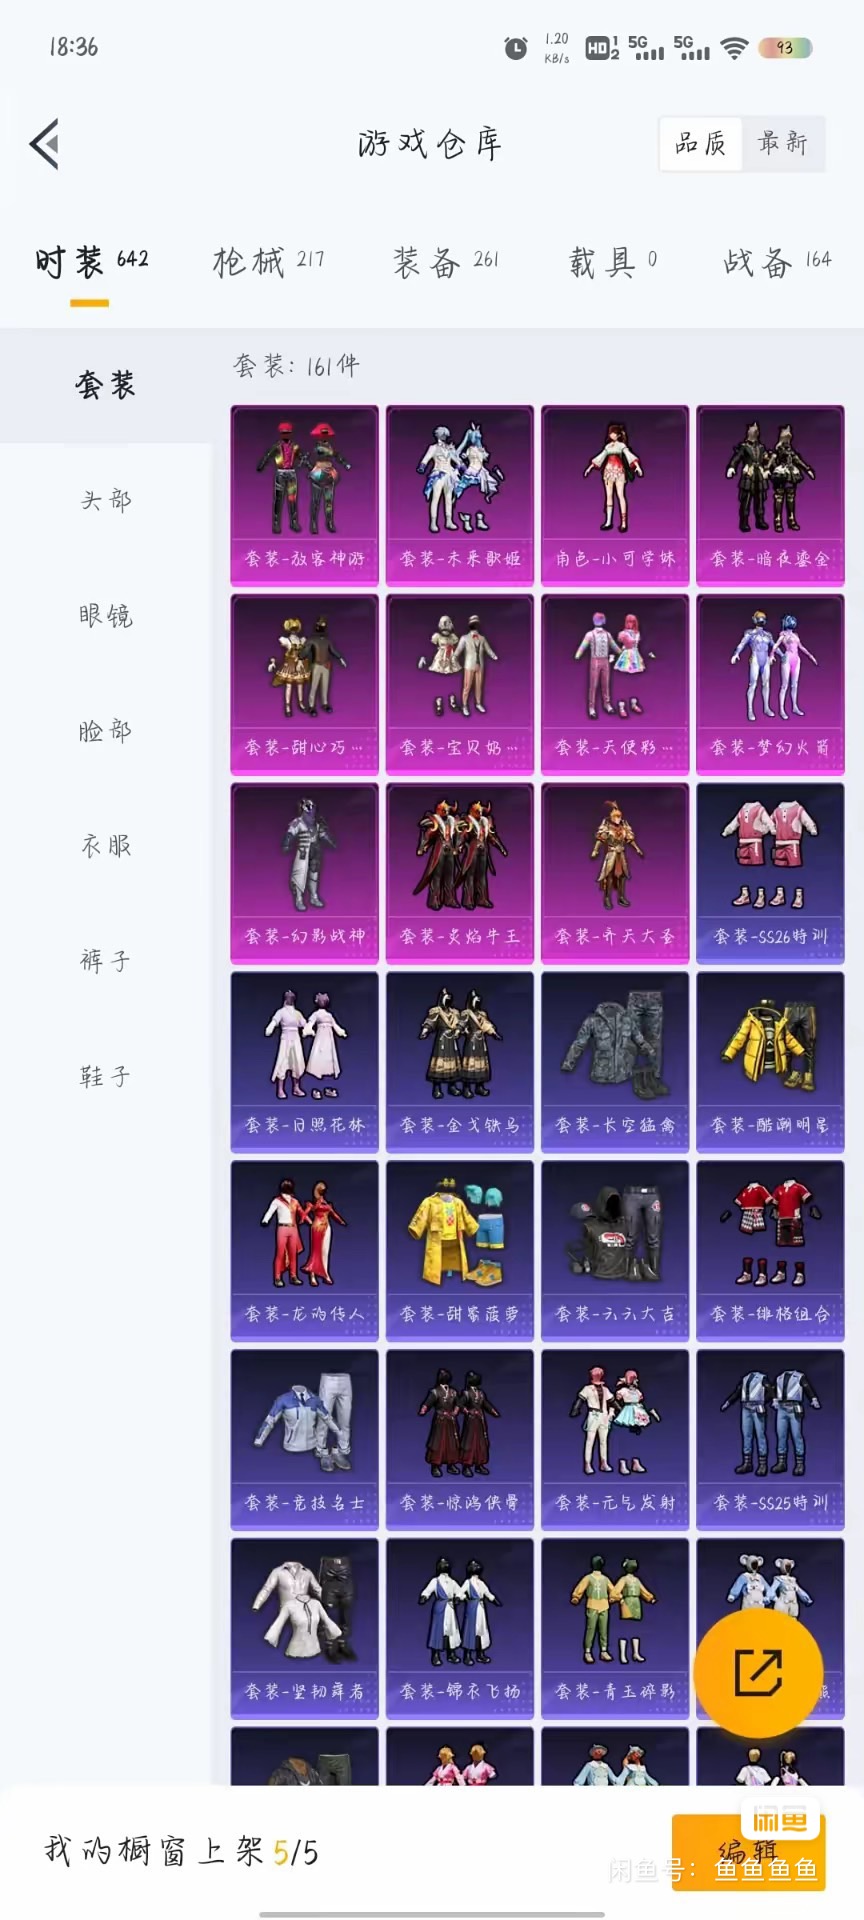 18:36
1.20 KB/s HD 1 2 5G 5G 93
游戏仓库
品质 最新
时装 642 枪械 217 装备 261 载具 0 战备 164
套装
头部
眼镜
脸部
衣服
裤子
鞋子
套装：161件
套装-放客神游 套装-未来歌姬 角色-小可学妹 套装-暗夜鎏金
套装-甜心巧… 套装-宝贝奶… 套装-天使彩… 套装-梦幻火箭
套装-幻影战神 套装-炙焰牛王 套装-齐天大圣 套装-SS26特训
套装-日照花林 套装-金戈铁马 套装-长空猛禽 套装-酷潮明星
套装-龙的传人 套装-甜暴菠萝 套装-六六大吉 套装-绯格组合
套装-竞技名士 套装-惊鸿侠骨 套装-元气发射 套装-SS25特训
套装-坚韧舞者 套装-锦衣飞扬 套装-青玉碎影 熊
我的橱窗上架5/5
编辑
闲鱼
闲鱼号：鱼鱼鱼鱼